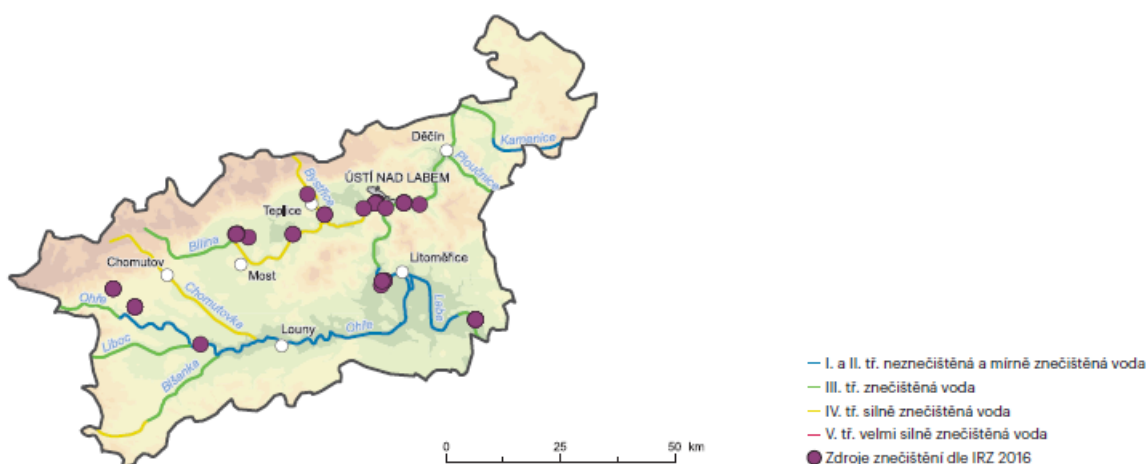 Kamenice
Děčín
Ploučnice
Bystřice
ÚSTÍ NAD LABEM
Teplice
Bílina
Litoměřice
Chomutov
Most
Ohře
Chomutovka
Labe
Louny
Ohře
Liboc
Blšanka
I. a II. tř. neznečištěná a mírně znečištěná voda
III. tř. znečištěná voda
IV. tř. silně znečištěná voda
V. tř. velmi silně znečištěná voda
Zdroje znečištění dle IRZ 2016
0 25 50 km